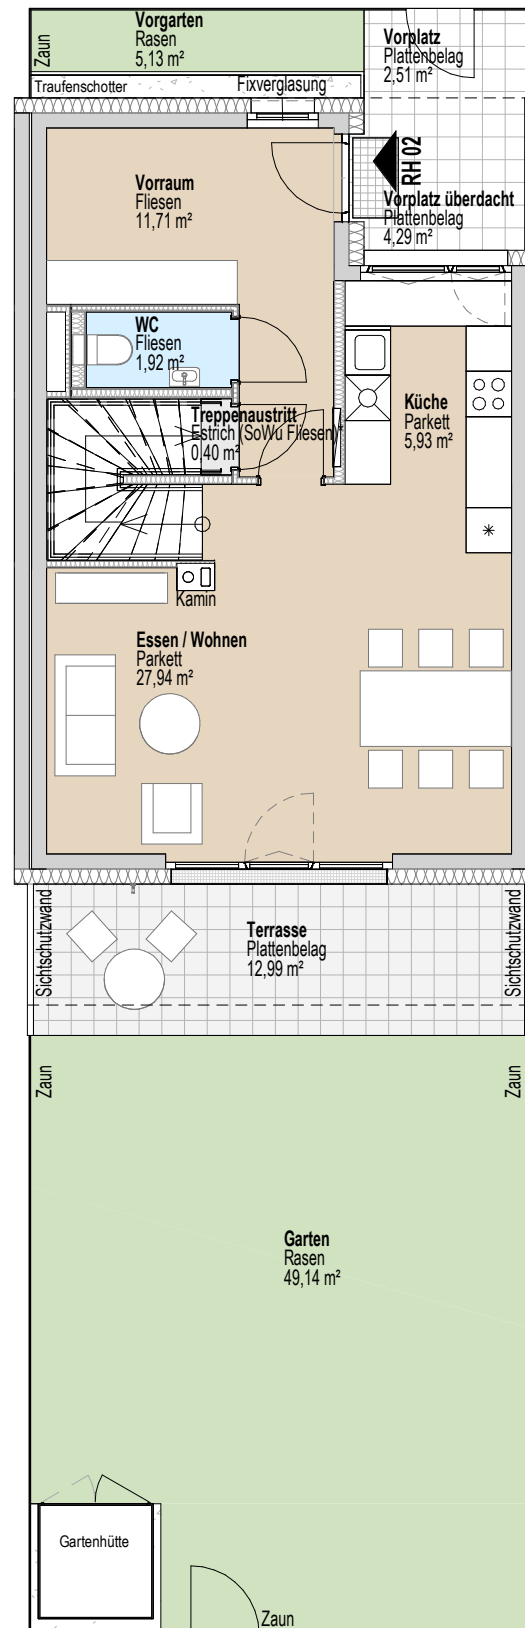 Zaun
Vorgarten
Rasen
5,13 m²
Vorplatz
Plattenbelag
2,51 m²
Traufenschotter
Fixverglasung
RH 02
Vorraum
Fliesen
11,71 m²
Vorplatz überdacht
Plattenbelag
4,29 m²
WC
Fliesen
1,92 m²
Treppenaustritt
Estrich (SoWu Fliesen)*
0,40 m²
Küche
Parkett
5,93 m²
Kamin
Essen / Wohnen
Parkett
27,94 m²
Sichtschutzwand
Terrasse
Plattenbelag
12,99 m²
Sichtschutzwand
Zaun
Zaun
Garten
Rasen
49,14 m²
Gartenhütte
Zaun